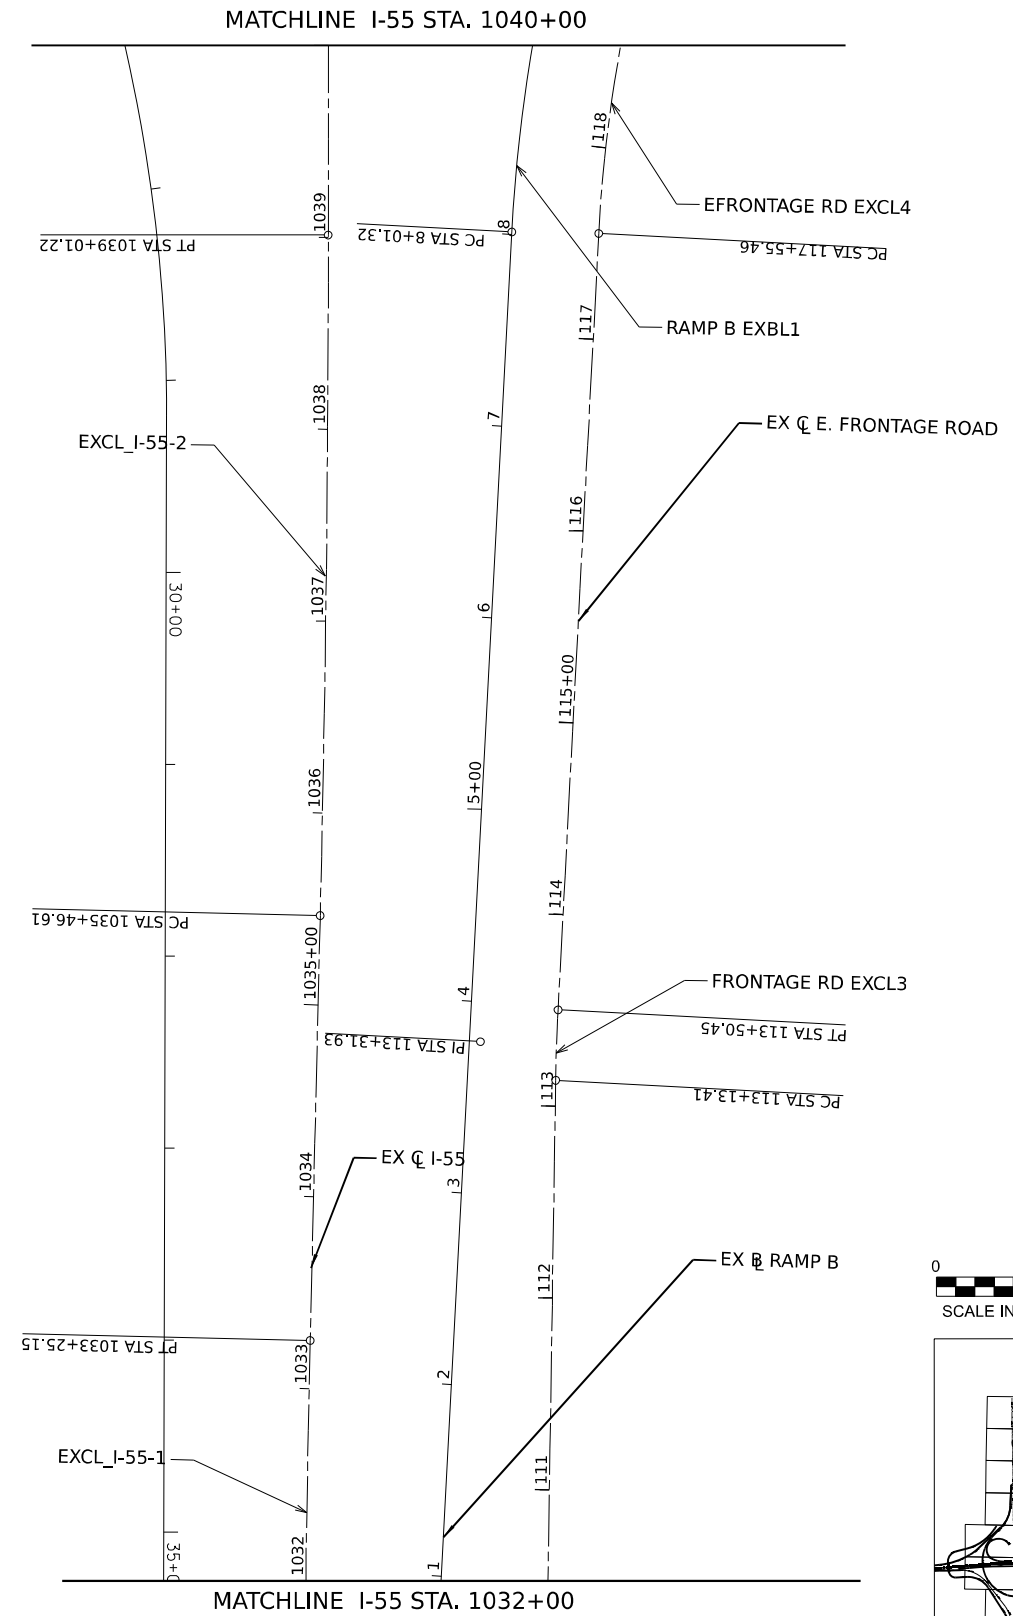 MATCHLINE I-55 STA. 1040+00
118
EFRONTAGE RD EXCL4
1039
8
PT STA 1039+01.22
PC STA 8+01.32
PC STA 117+55.46
117
RAMP B EXBL1
1038
7
EX CL E. FRONTAGE ROAD
EXCL_I-55-2
116
1037
30+00
6
115+00
1036
5+00
114
PC STA 1035+46.61
1035+00
4
FRONTAGE RD EXCL3
PT STA 113+50.45
PI STA 113+31.93
113
PC STA 113+13.41
1034
EX CL I-55
3
EX BL RAMP B
112
0
SCALE IN
PT STA 1033+25.15
1033
2
EXCL_I-55-1
111
1032
35+0
1
MATCHLINE I-55 STA. 1032+00